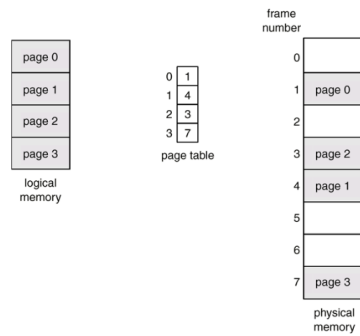 page 0
page 1
page 2
page 3
logical
memory
0 1
1 4
2 3
3 7
page table
frame
number
0
1 page 0
2
3 page 2
4 page 1
5
6
7 page 3
physical
memory